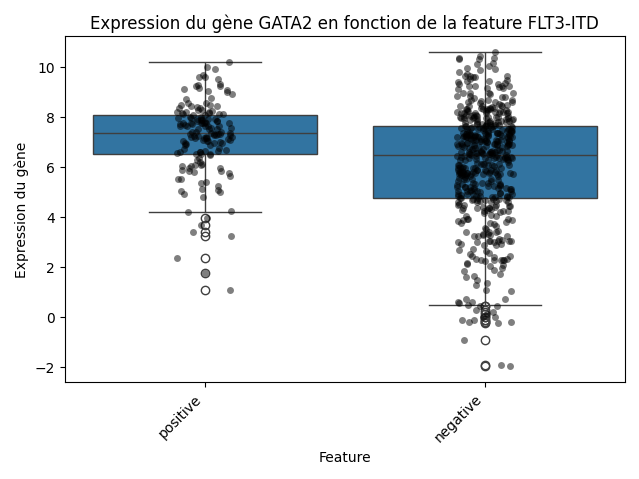 Expression du gène GATA2 en fonction de la feature FLT3-ITD
Expression du gène
10
8
6
4
2
0
−2
positive
negative
Feature